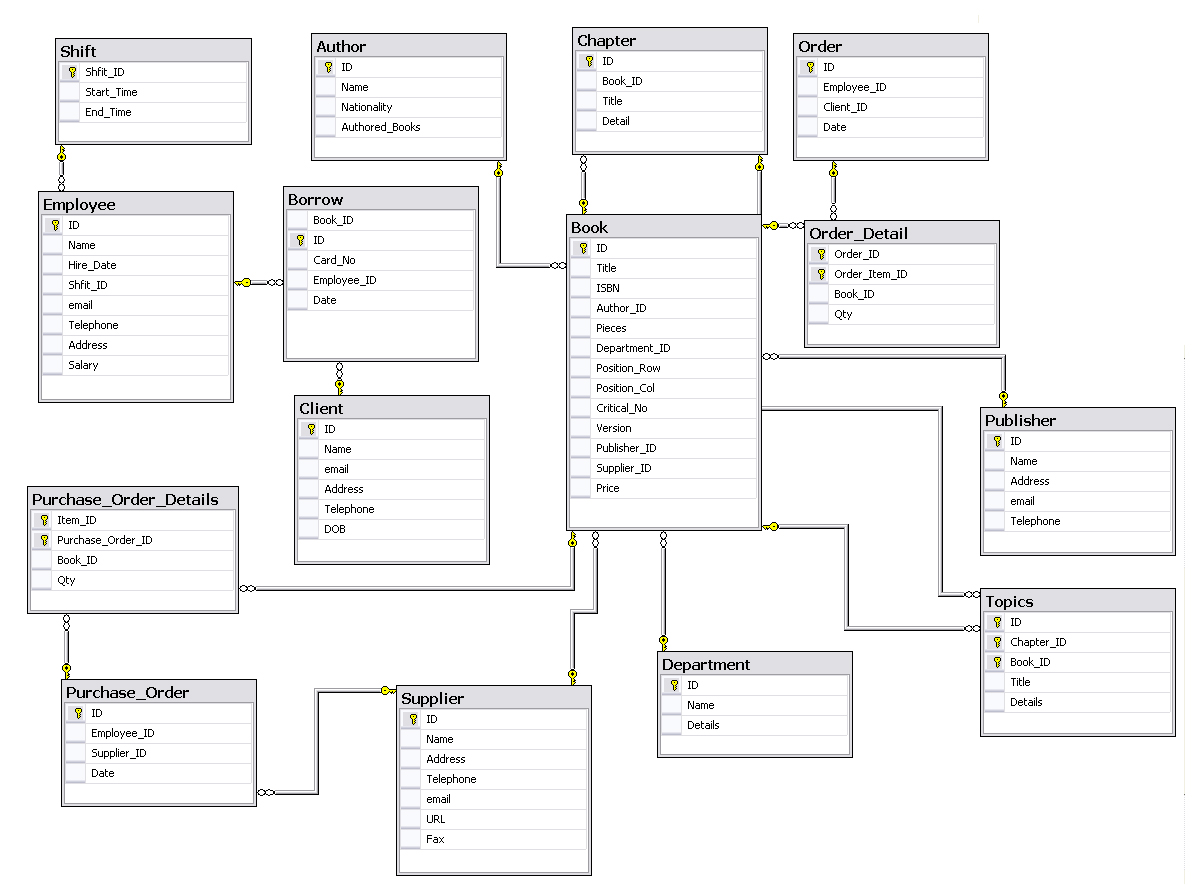 Shift
Shfit_ID
Start_Time
End_Time
Author
ID
Name
Nationality
Authored_Books
Chapter
ID
Book_ID
Title
Detail
Order
ID
Employee_ID
Client_ID
Date
Employee
ID
Name
Hire_Date
Shfit_ID
email
Telephone
Address
Salary
Borrow
Book_ID
ID
Card_No
Employee_ID
Date
Book
ID
Title
ISBN
Author_ID
Pieces
Department_ID
Position_Row
Position_Col
Critical_No
Version
Publisher_ID
Supplier_ID
Price
Order_Detail
Order_ID
Order_Item_ID
Book_ID
Qty
Client
ID
Name
email
Address
Telephone
DOB
Publisher
ID
Name
Address
email
Telephone
Purchase_Order_Details
Item_ID
Purchase_Order_ID
Book_ID
Qty
Topics
ID
Chapter_ID
Book_ID
Title
Details
Purchase_Order
ID
Employee_ID
Supplier_ID
Date
Supplier
ID
Name
Address
Telephone
email
URL
Fax
Department
ID
Name
Details